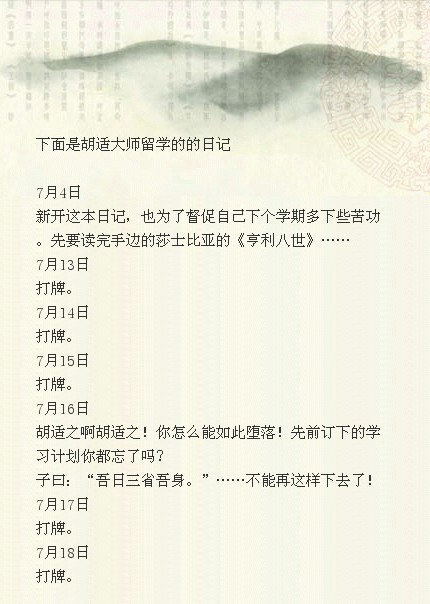 下面是胡适大师留学的的日记
7月4日
新开这本日记，也为了督促自己下个学期多下些苦功
。先要读完手边的莎士比亚的《亨利八世》……
7月13日
打牌。
7月14日
打牌。
7月15日
打牌。
7月16日
胡适之啊胡适之！你怎么能如此堕落！先前订下的学
习计划你都忘了吗？
子曰：“吾日三省吾身。”……不能再这样下去了！
7月17日
打牌。
7月18日
打牌。